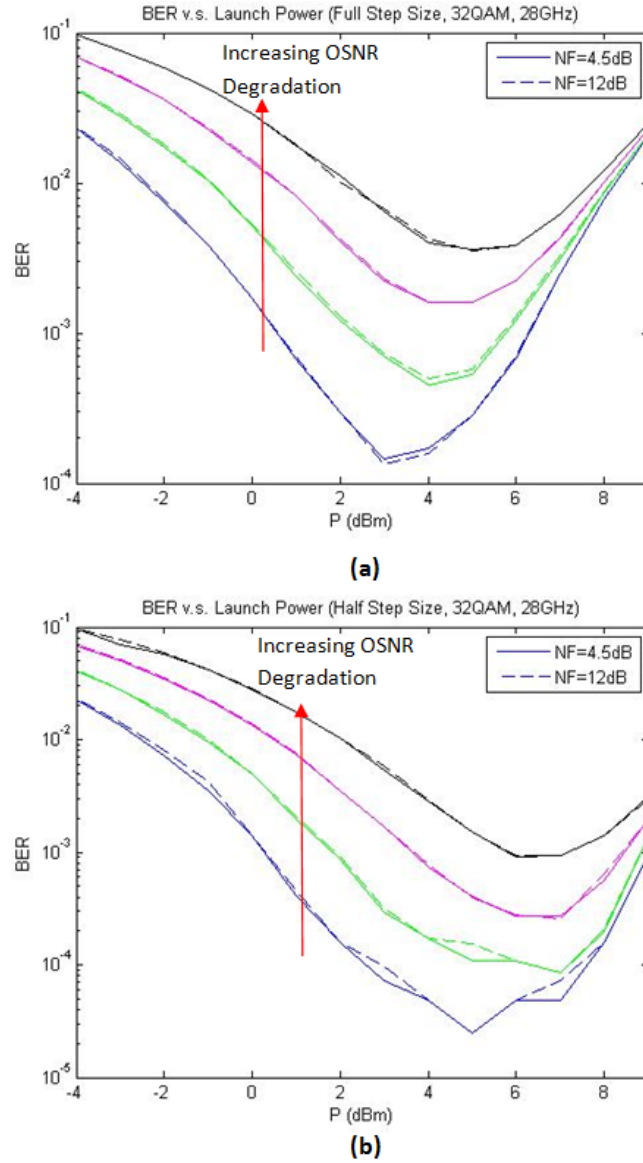 BER v.s. Launch Power (Full Step Size, 32QAM, 28GHz)
Increasing OSNR
Degradation
NF=4.5dB
NF=12dB
10^-1
10^-2
10^-3
10^-4
BER
-4 -2 0 2 4 6 8
P (dBm)
(a)
BER v.s. Launch Power (Half Step Size, 32QAM, 28GHz)
Increasing OSNR
Degradation
NF=4.5dB
NF=12dB
10^-1
10^-2
10^-3
10^-4
10^-5
BER
-4 -2 0 2 4 6 8
P (dBm)
(b)